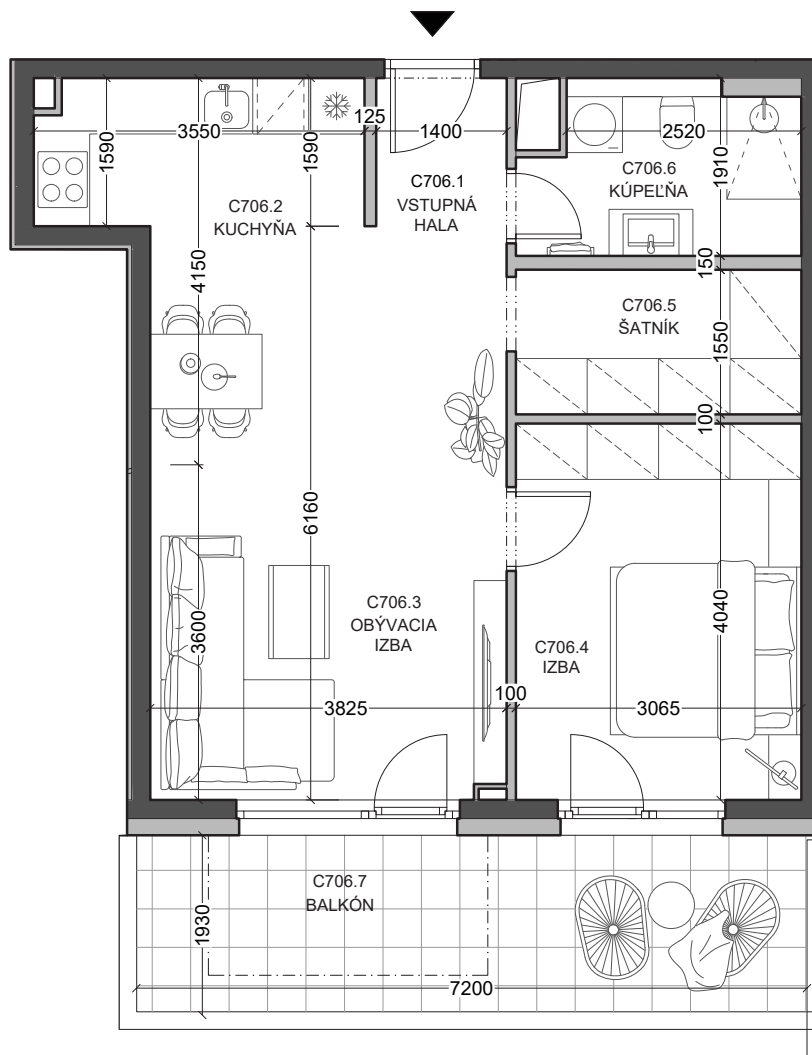 3550
125
1400
2520
1590
1590
1910
C706.1
VSTUPNÁ
HALA
C706.6
KÚPEĽŇA
C706.2
KUCHYŇA
4150
150
C706.5
ŠATNÍK
1550
100
6160
3600
C706.3
OBÝVACIA
IZBA
4040
C706.4
IZBA
3825
100
3065
C706.7
BALKÓN
1930
7200